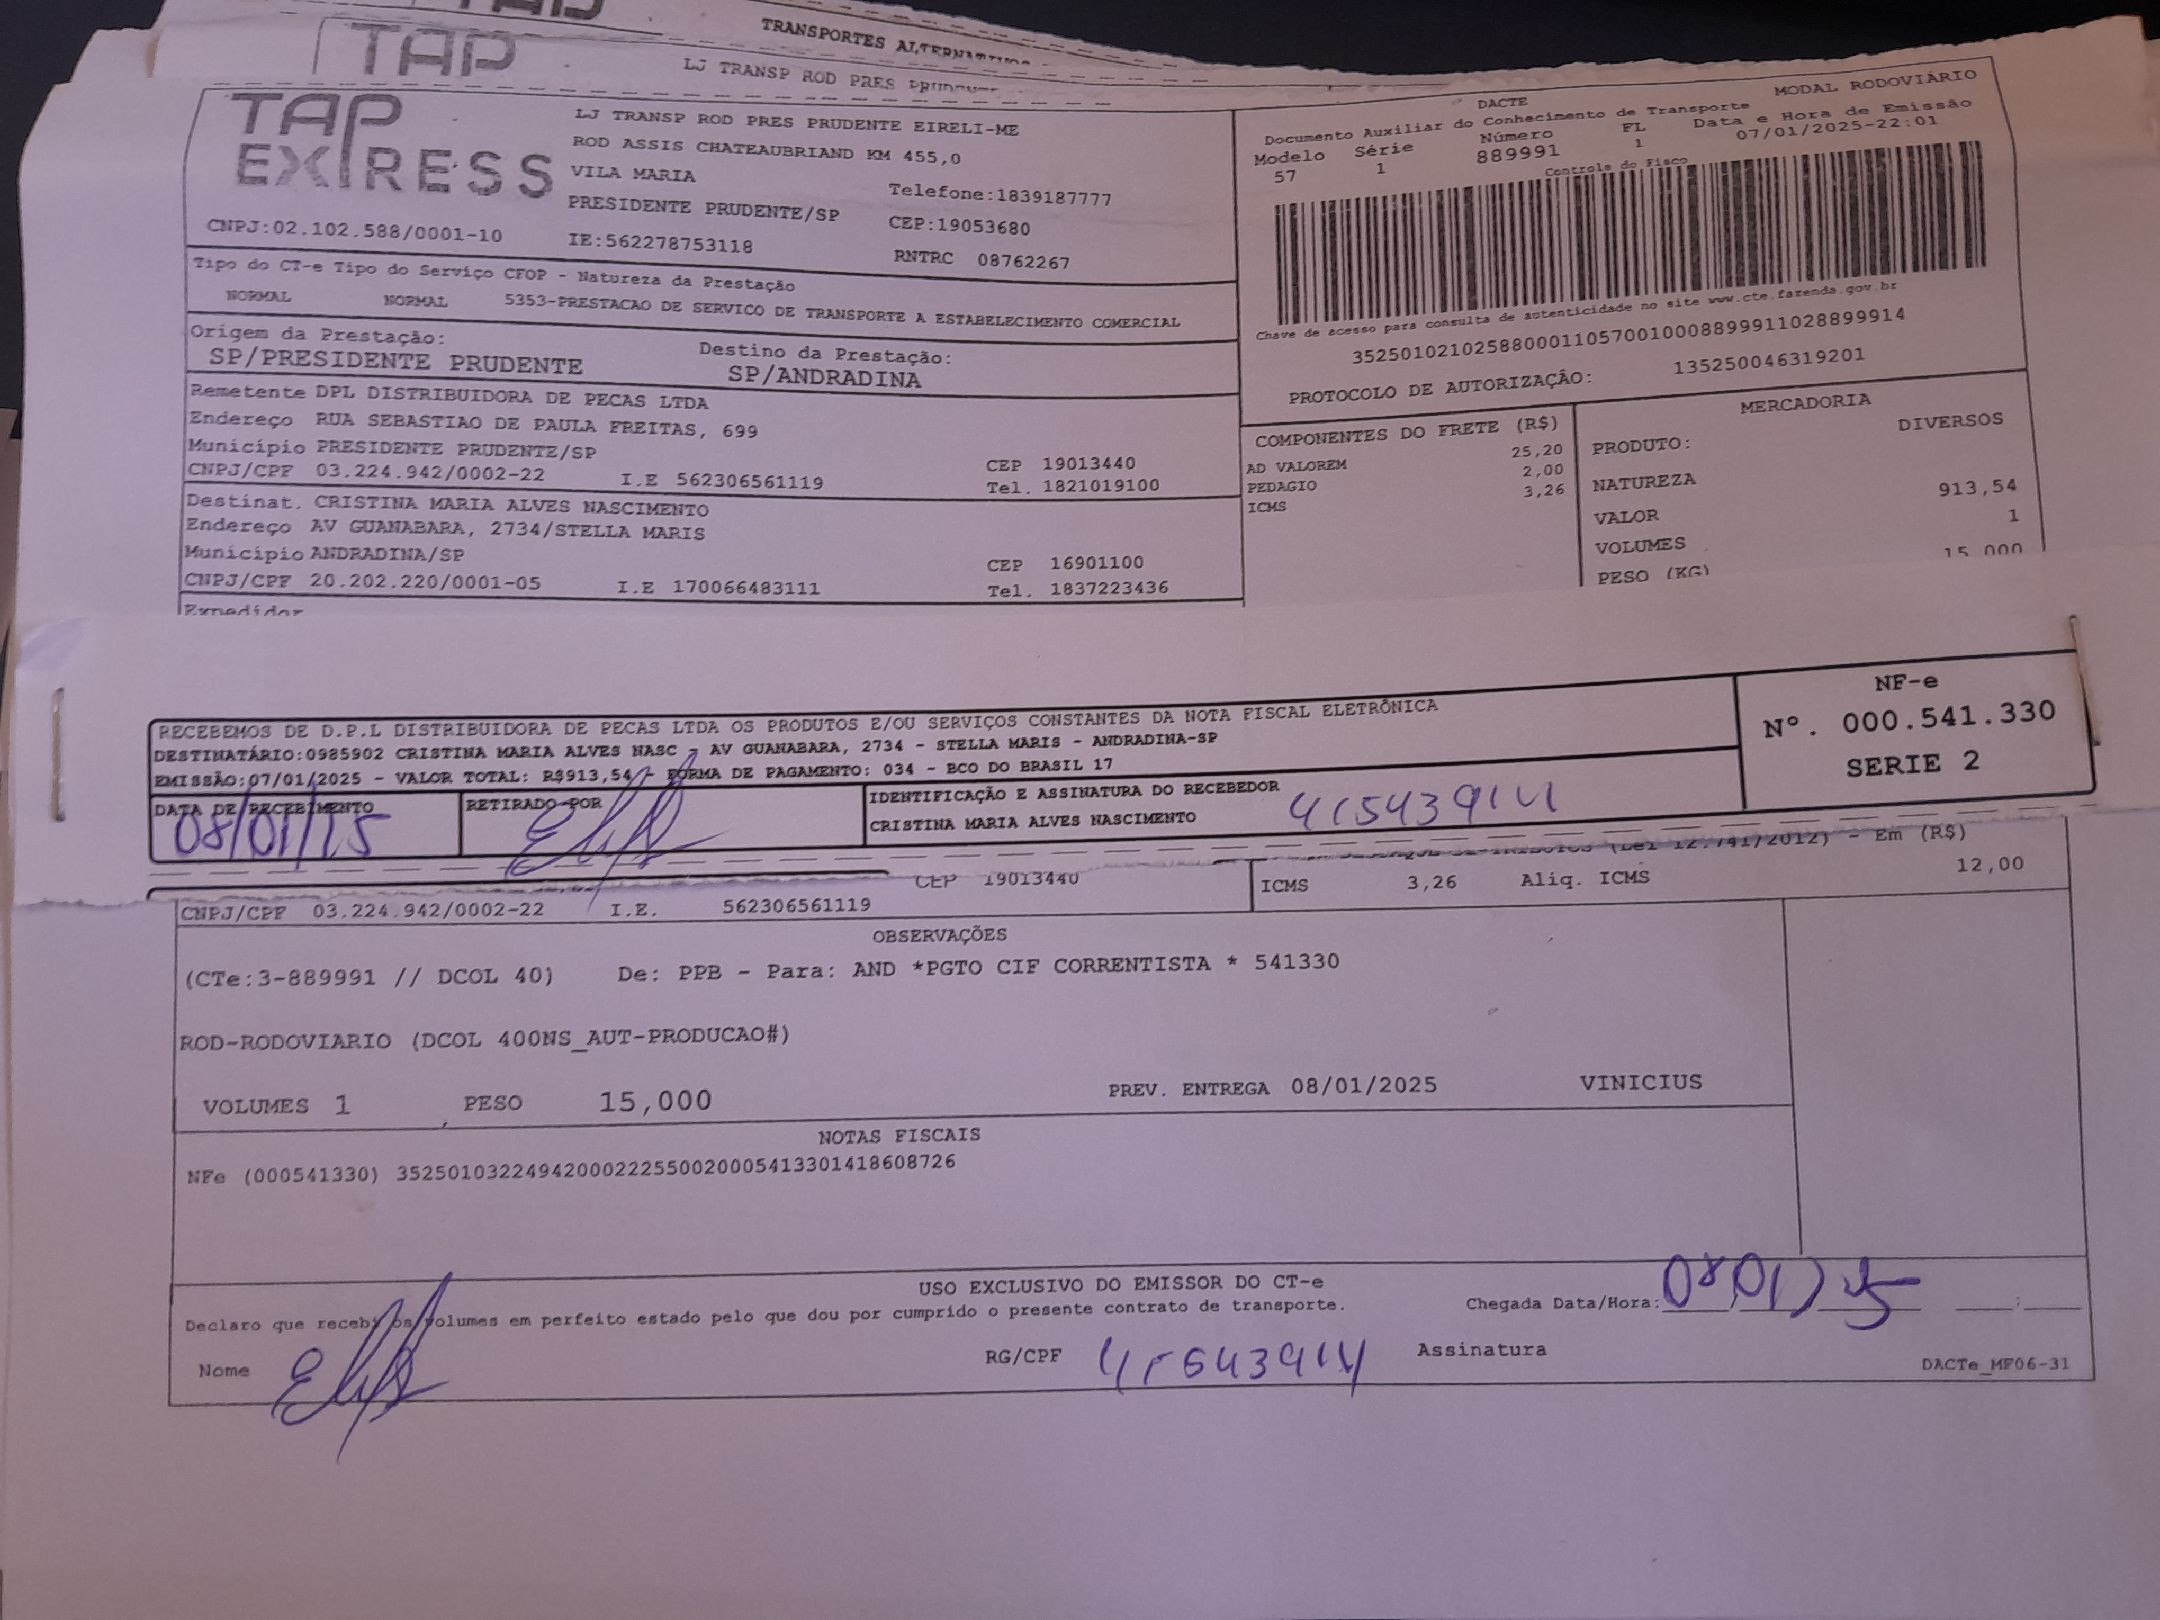 TRANSPORTES
TAP
LJ TRANSP ROD PRES
TAP EXPRESS
LJ TRANSP ROD PRES PRUDENTE EIRELI-ME
ROD ASSIS CHATEAUBRIAND KM 455,0
VILA MARIA
Telefone:1839187777
PRESIDENTE PRUDENTE/SP
CEP:19053680
CNPJ:02.102.588/0001-10
IE:562278753118
RNTRC 08762267
DACTE
MODAL RODOVIÁRIO
Documento Auxiliar do Conhecimento de Transporte
Modelo Série Número FL Data e Hora de Emissão
57 1 889991 1 07/01/2025-22:01
Controle do Fisco
Chave de acesso para consulta de autenticidade no site www.cte.fazenda.gov.br
35250102102588000110570010008899911028899914
PROTOCOLO DE AUTORIZAÇÃO: 135250046319201
Tipo do CT-e Tipo do Serviço CFOP - Natureza da Prestação
NORMAL NORMAL 5353-PRESTACAO DE SERVICO DE TRANSPORTE A ESTABELECIMENTO COMERCIAL
Origem da Prestação: Destino da Prestação:
SP/PRESIDENTE PRUDENTE SP/ANDRADINA
Remetente DPL DISTRIBUIDORA DE PECAS LTDA
Endereço RUA SEBASTIAO DE PAULA FREITAS, 699
Município PRESIDENTE PRUDENTE/SP CEP 19013440
CNPJ/CPF 03.224.942/0002-22 I.E 562306561119 Tel. 1821019100
Destinat. CRISTINA MARIA ALVES NASCIMENTO
Endereço AV GUANABARA, 2734/STELLA MARIS
Município ANDRADINA/SP CEP 16901100
CNPJ/CPF 20.202.220/0001-05 I.E 170066483111 Tel. 1837223436
Expedidor
COMPONENTES DO FRETE (R$)
25,20
AD VALOREM 2,00
PEDAGIO 3,26
ICMS
MERCADORIA
PRODUTO: DIVERSOS
NATUREZA
VALOR 913,54
VOLUMES 1
PESO (KG) 15,000
RECEBEMOS DE D.P.L DISTRIBUIDORA DE PECAS LTDA OS PRODUTOS E/OU SERVIÇOS CONSTANTES DA NOTA FISCAL ELETRÔNICA
DESTINATÁRIO:0985902 CRISTINA MARIA ALVES NASC - AV GUANABARA, 2734 - STELLA MARIS - ANDRADINA-SP
EMISSÃO:07/01/2025 - VALOR TOTAL: R$913,54 - FORMA DE PAGAMENTO: 034 - BCO DO BRASIL 17
NF-e
Nº. 000.541.330
SERIE 2
DATA DE RECEBIMENTO RETIRADO POR IDENTIFICAÇÃO E ASSINATURA DO RECEBEDOR
08/01/25 CRISTINA MARIA ALVES NASCIMENTO
(Lei 12.741/2012) - Em (R$)
CEP 19013440
ICMS 3,26 Aliq. ICMS 12,00
CNPJ/CPF 03.224.942/0002-22 I.E. 562306561119
OBSERVAÇÕES
(CTe:3-889991 // DCOL 40) De: PPB - Para: AND *PGTO CIF CORRENTISTA * 541330
ROD-RODOVIARIO (DCOL 400NS_AUT-PRODUCAO#)
VOLUMES 1 PESO 15,000 PREV. ENTREGA 08/01/2025 VINICIUS
NOTAS FISCAIS
NFe (000541330) 35250103224942000222550020005413301418608726
USO EXCLUSIVO DO EMISSOR DO CT-e
Declaro que recebi os volumes em perfeito estado pelo que dou por cumprido o presente contrato de transporte.
Chegada Data/Hora: 08/01/25
Nome RG/CPF Assinatura
DACTe_MF06-31